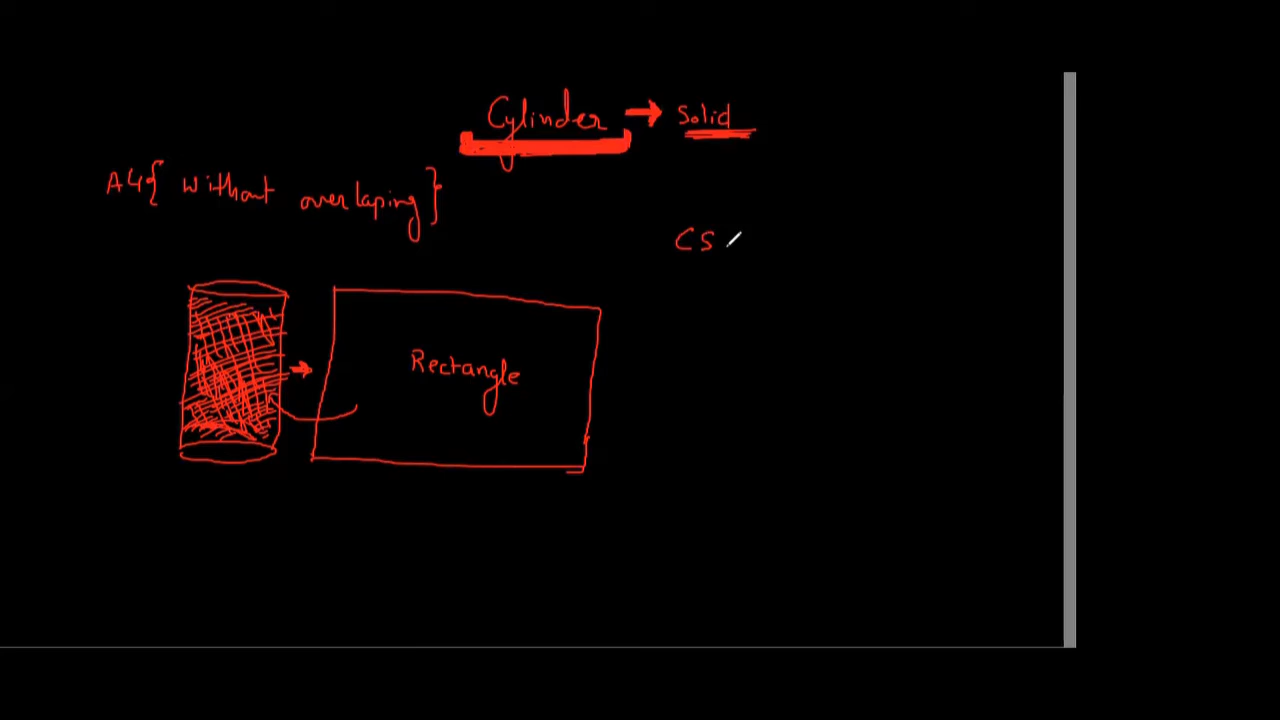 Cylinder → Solid
A4{ without overlaping }
CS
Rectangle